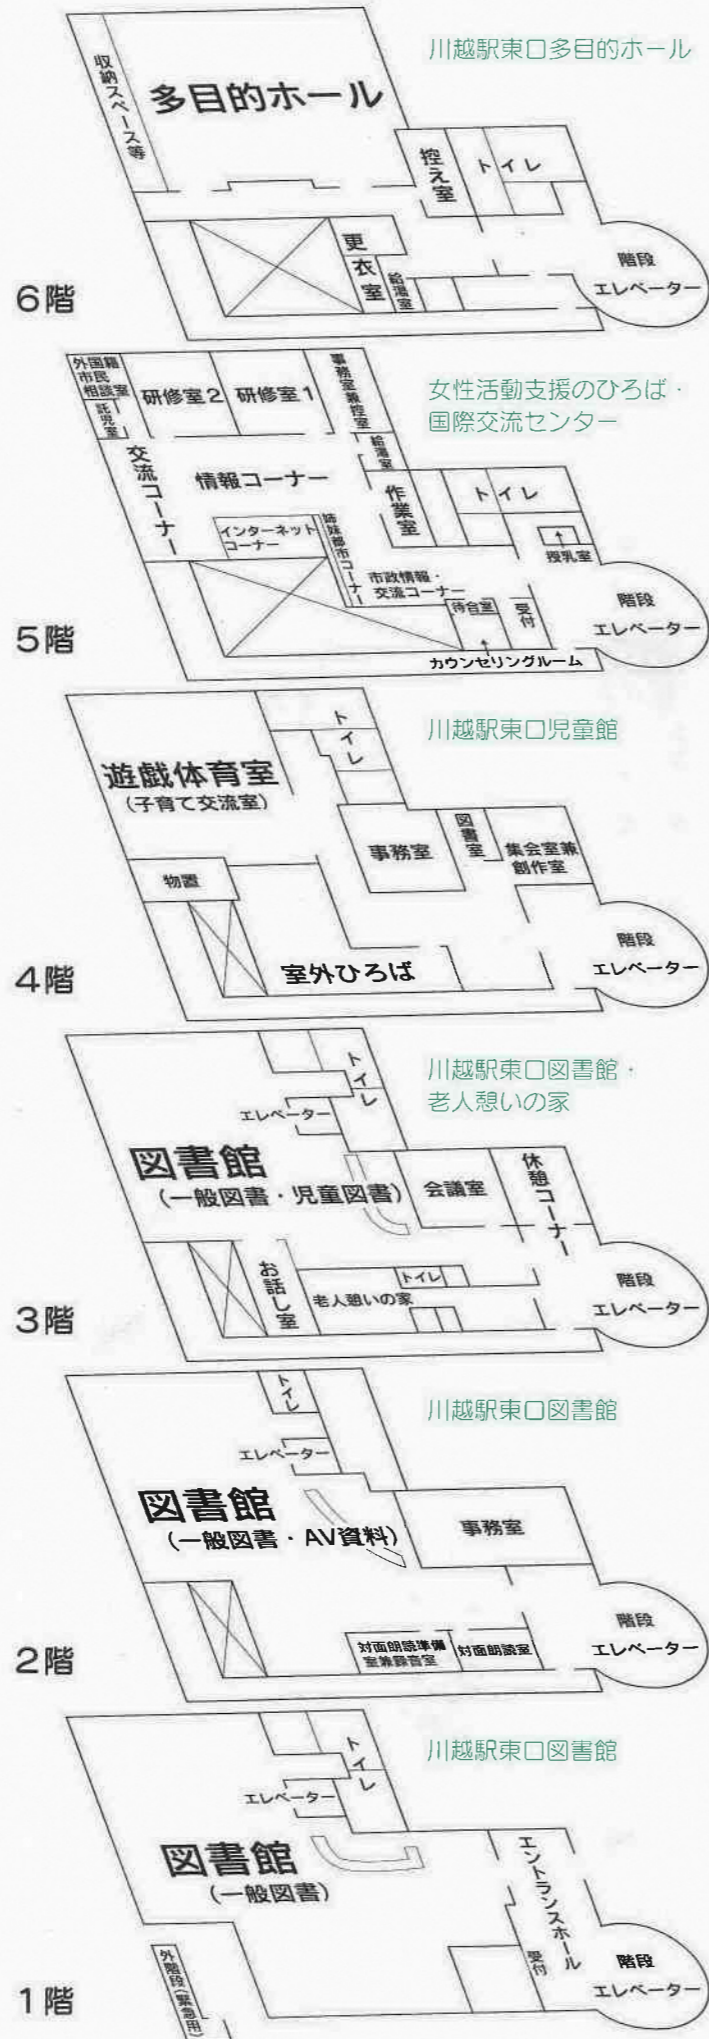 川越駅東口多目的ホール
収納スペース等
多目的ホール
控え室
トイレ
更衣室
給湯室
階段
エレベーター
6階
女性活動支援のひろば・
国際交流センター
外国籍
市民
相談室
託児室
研修室2
研修室1
事務室兼控室
給湯室
交流コーナー
情報コーナー
作業室
トイレ
インターネット
コーナー
姉妹都市コーナー
市政情報・
交流コーナー
授乳室
待合室
受付
カウンセリングルーム
階段
エレベーター
5階
川越駅東口児童館
トイレ
遊戯体育室
(子育て交流室)
事務室
図書室
集会室兼
創作室
物置
室外ひろば
階段
エレベーター
4階
川越駅東口図書館・
老人憩いの家
トイレ
エレベーター
図書館
(一般図書・児童図書)
会議室
休憩コーナー
お話し室
トイレ
老人憩いの家
階段
エレベーター
3階
川越駅東口図書館
トイレ
エレベーター
図書館
(一般図書・AV資料)
事務室
対面朗読準備
室兼録音室
対面朗読室
階段
エレベーター
2階
川越駅東口図書館
トイレ
エレベーター
図書館
(一般図書)
エントランスホール
受付
外階段(緊急用)
階段
エレベーター
1階